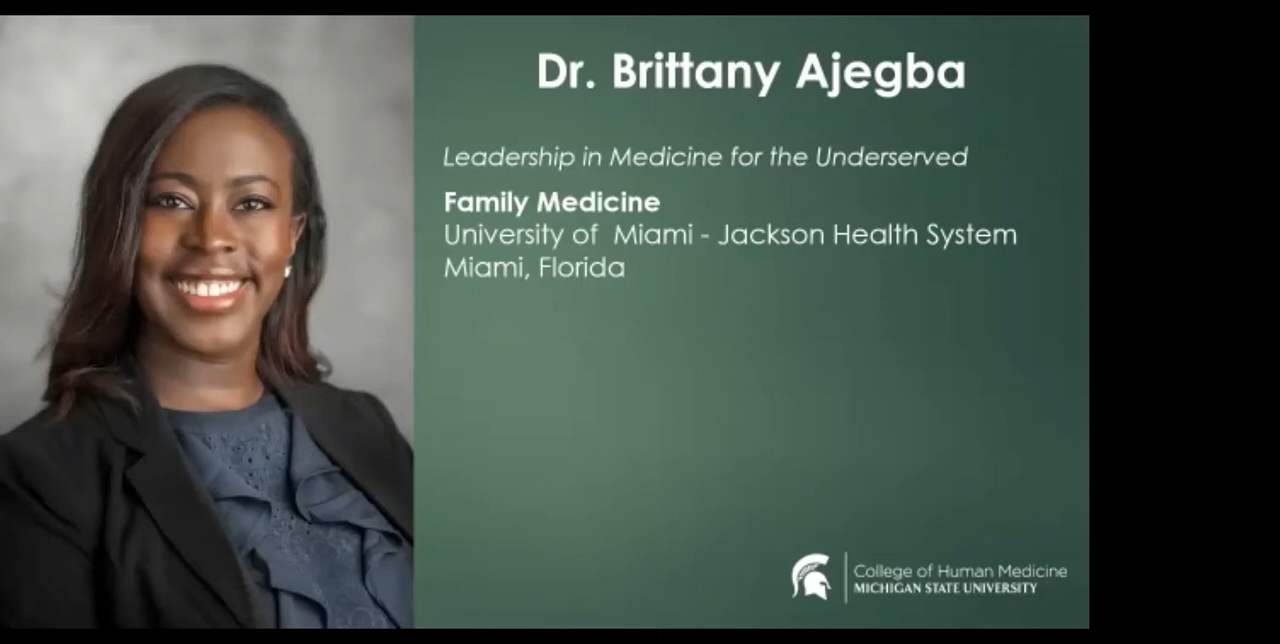 Dr. Brittany Ajegba
Leadership in Medicine for the Underserved
Family Medicine
University of  Miami - Jackson Health System
Miami, Florida
College of Human Medicine
MICHIGAN STATE UNIVERSITY